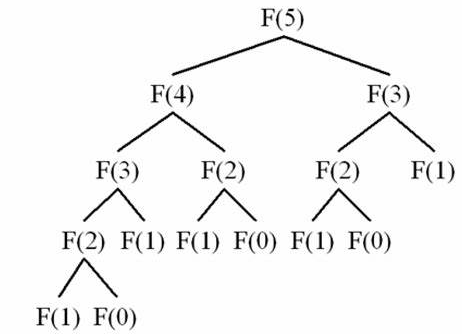 F(5)
F(4) F(3)
F(3) F(2) F(2) F(1)
F(2) F(1) F(1) F(0) F(1) F(0)
F(1) F(0)